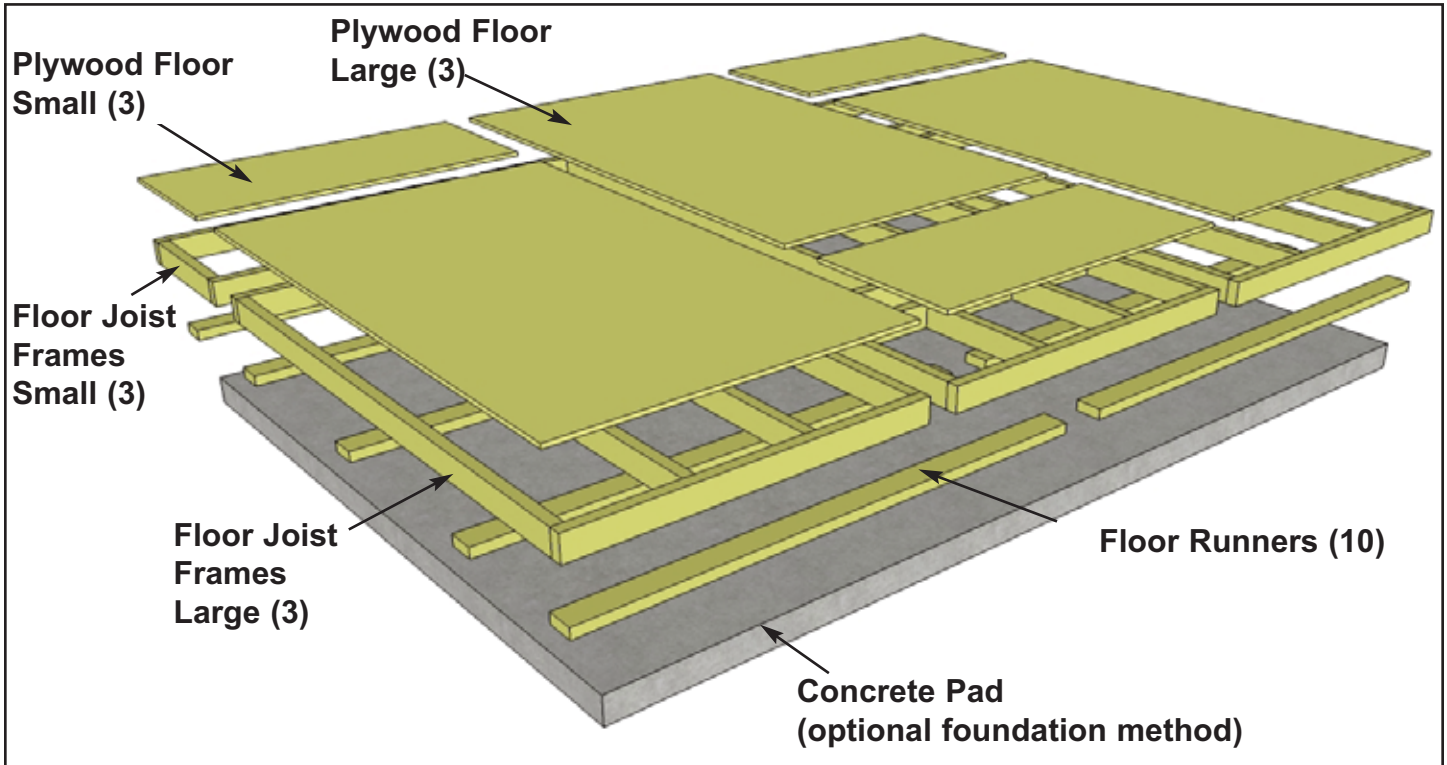 Plywood Floor
Small (3)
Plywood Floor
Large (3)
Floor Joist
Frames
Small (3)
Floor Joist
Frames
Large (3)
Floor Runners (10)
Concrete Pad
(optional foundation method)